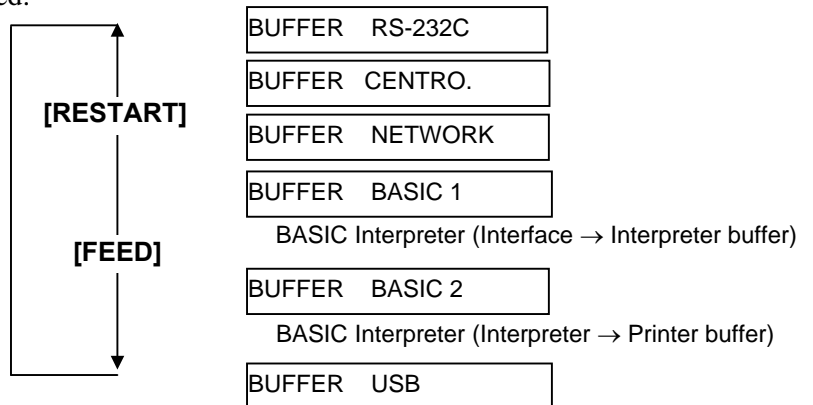 ed.
BUFFER RS-232C
BUFFER CENTRO.
[RESTART]
BUFFER NETWORK
BUFFER BASIC 1
BASIC Interpreter (Interface → Interpreter buffer)
[FEED]
BUFFER BASIC 2
BASIC Interpreter (Interpreter → Printer buffer)
BUFFER USB